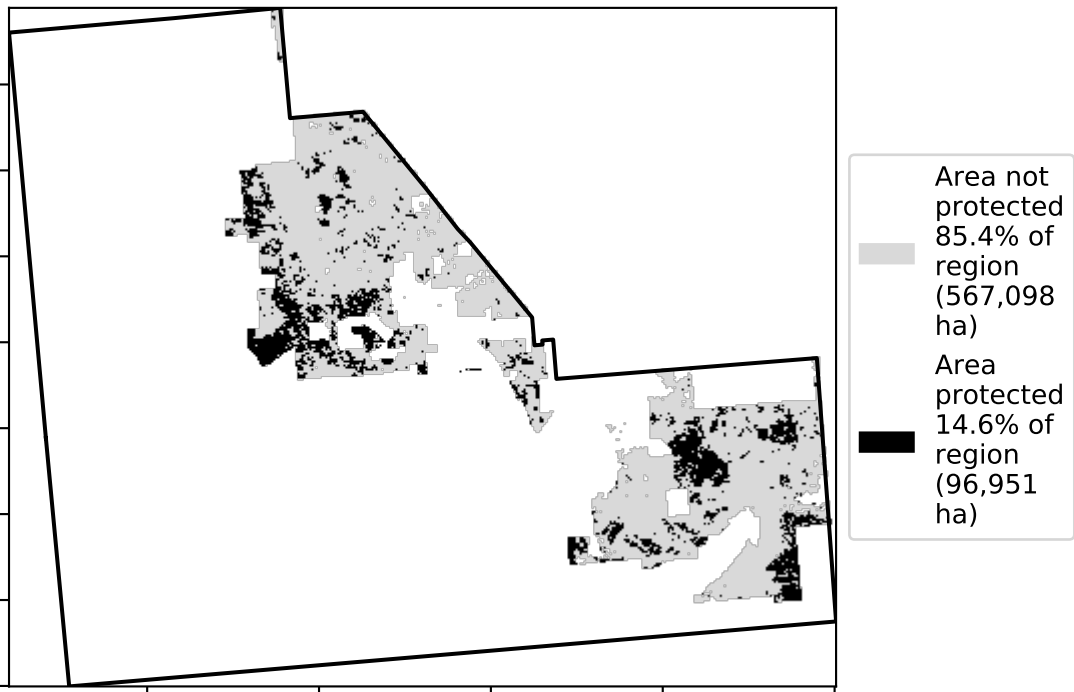 Area not
protected
85.4% of
region
(567,098
ha)
Area
protected
14.6% of
region
(96,951
ha)